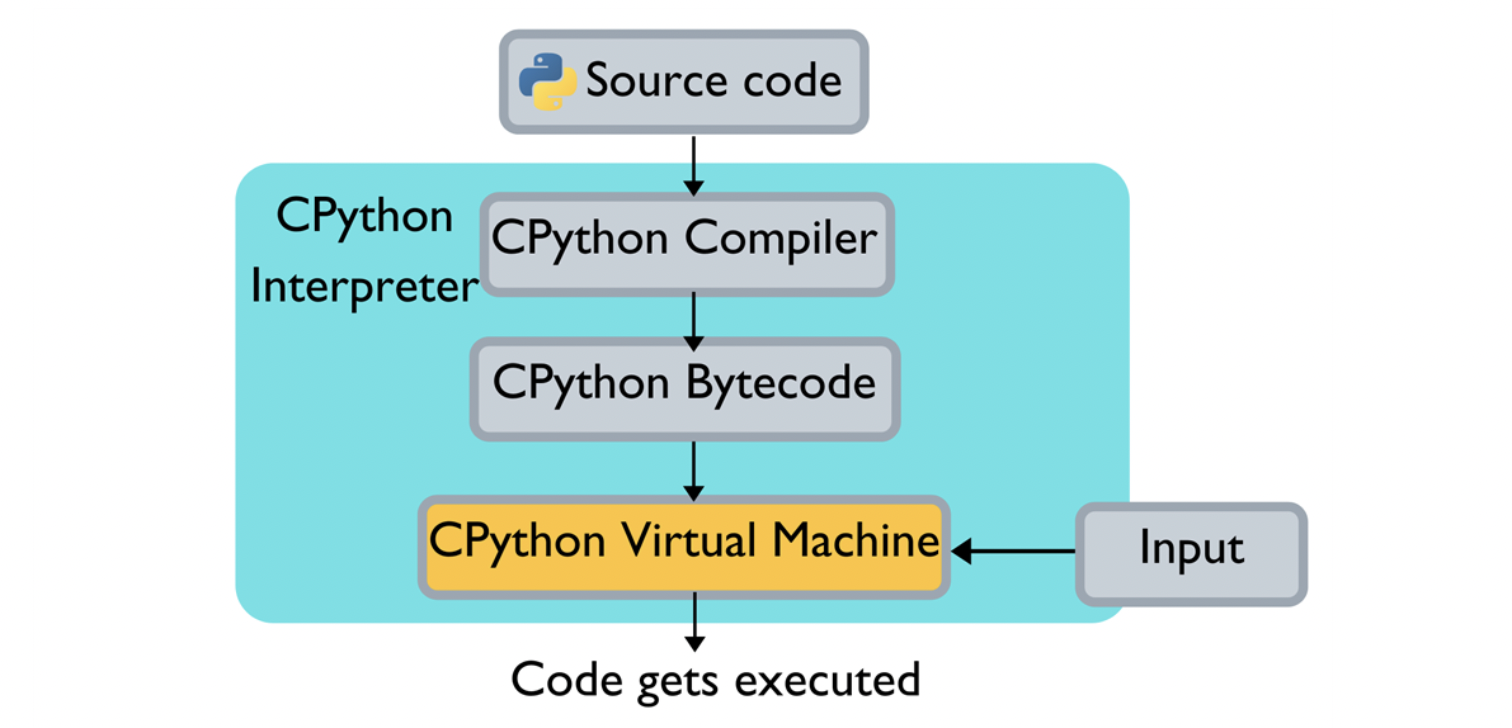 Source code
CPython
Interpreter
CPython Compiler
CPython Bytecode
CPython Virtual Machine
Input
Code gets executed